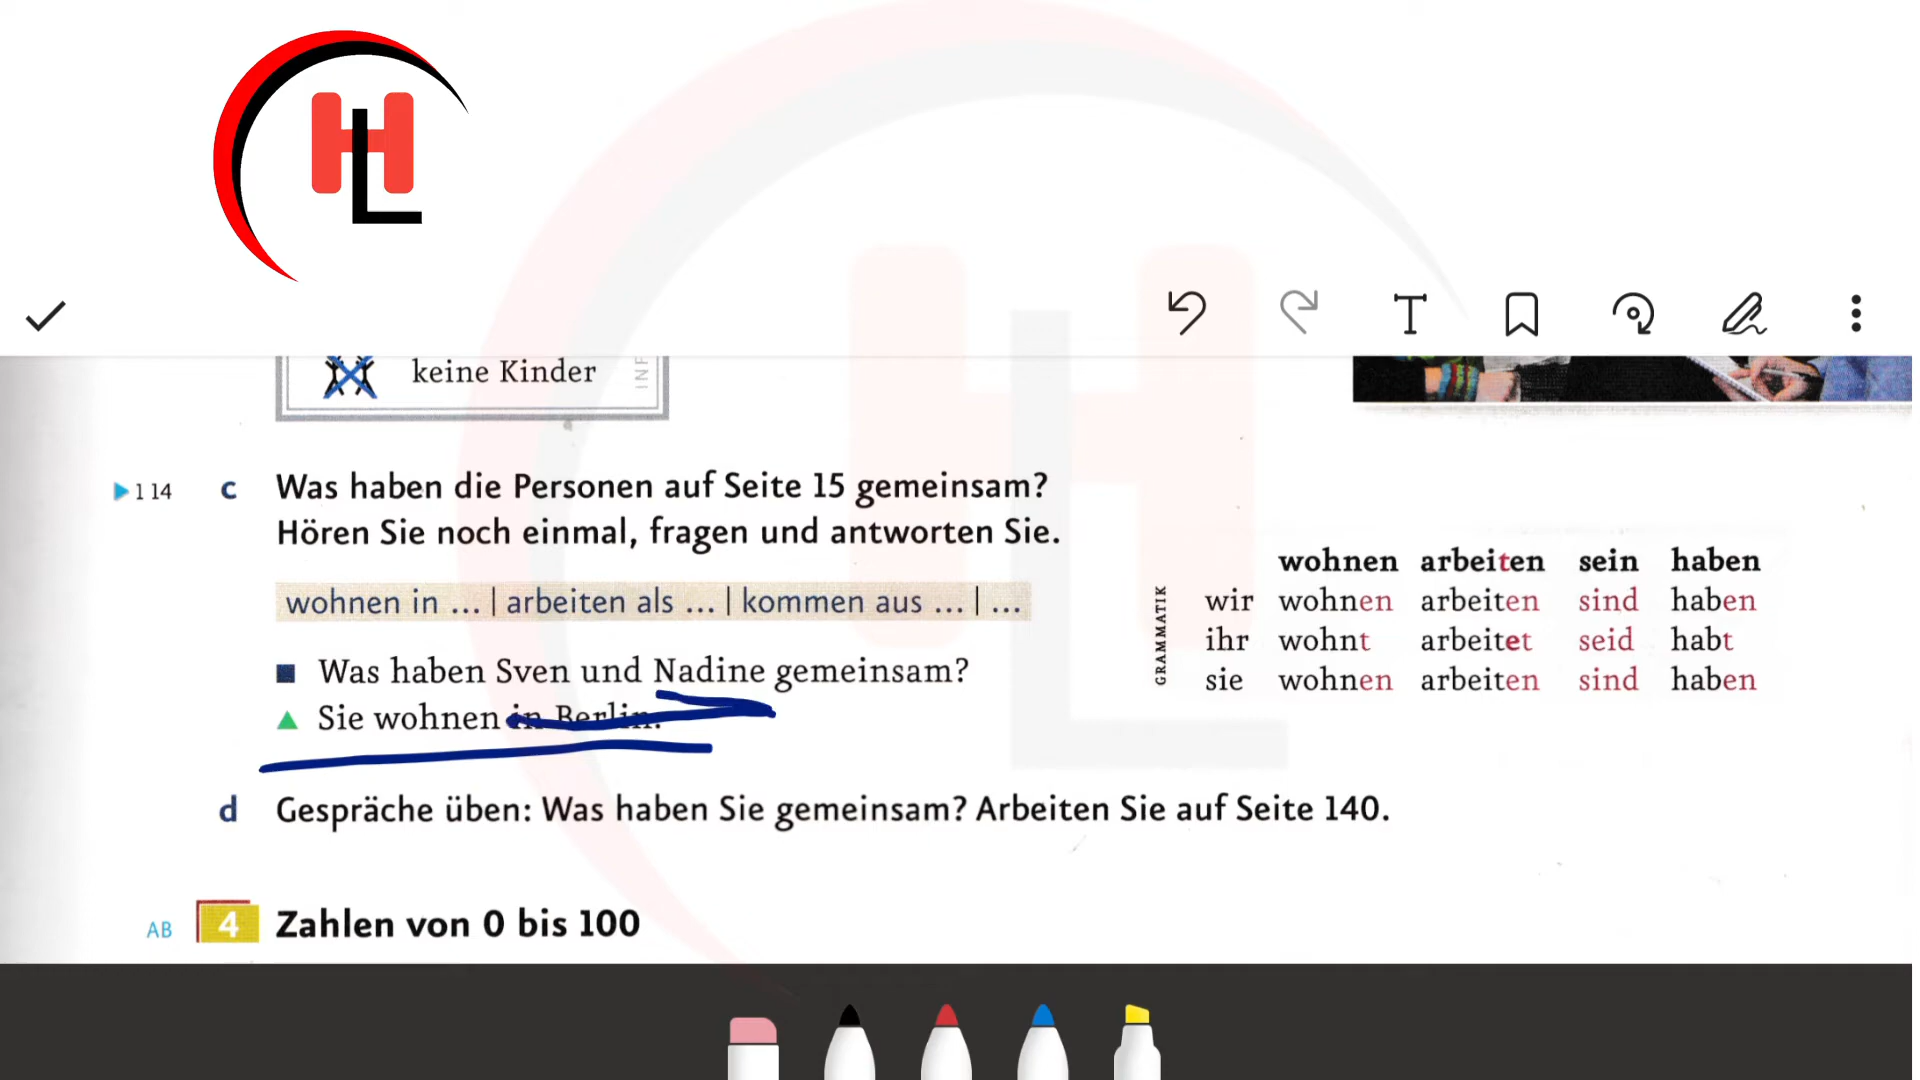 HL
keine Kinder
INF
1 14
c Was haben die Personen auf Seite 15 gemeinsam?
Hören Sie noch einmal, fragen und antworten Sie.
wohnen in ... | arbeiten als ... | kommen aus ... | ...
Was haben Sven und Nadine gemeinsam?
Sie wohnen in Berlin.
GRAMMATIK
wohnen arbeiten sein haben
wir wohnen arbeiten sind haben
ihr wohnt arbeitet seid habt
sie wohnen arbeiten sind haben
d Gespräche üben: Was haben Sie gemeinsam? Arbeiten Sie auf Seite 140.
AB 4 Zahlen von 0 bis 100